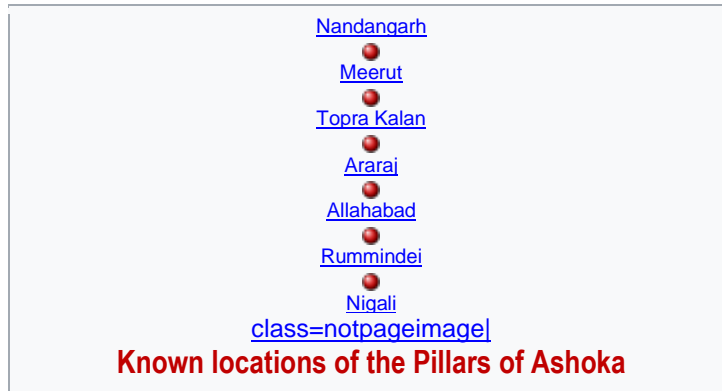 Nandangarh
Meerut
Topra Kalan
Araraj
Allahabad
Rummindei
Nigali
class=notpageimage|
Known locations of the Pillars of Ashoka